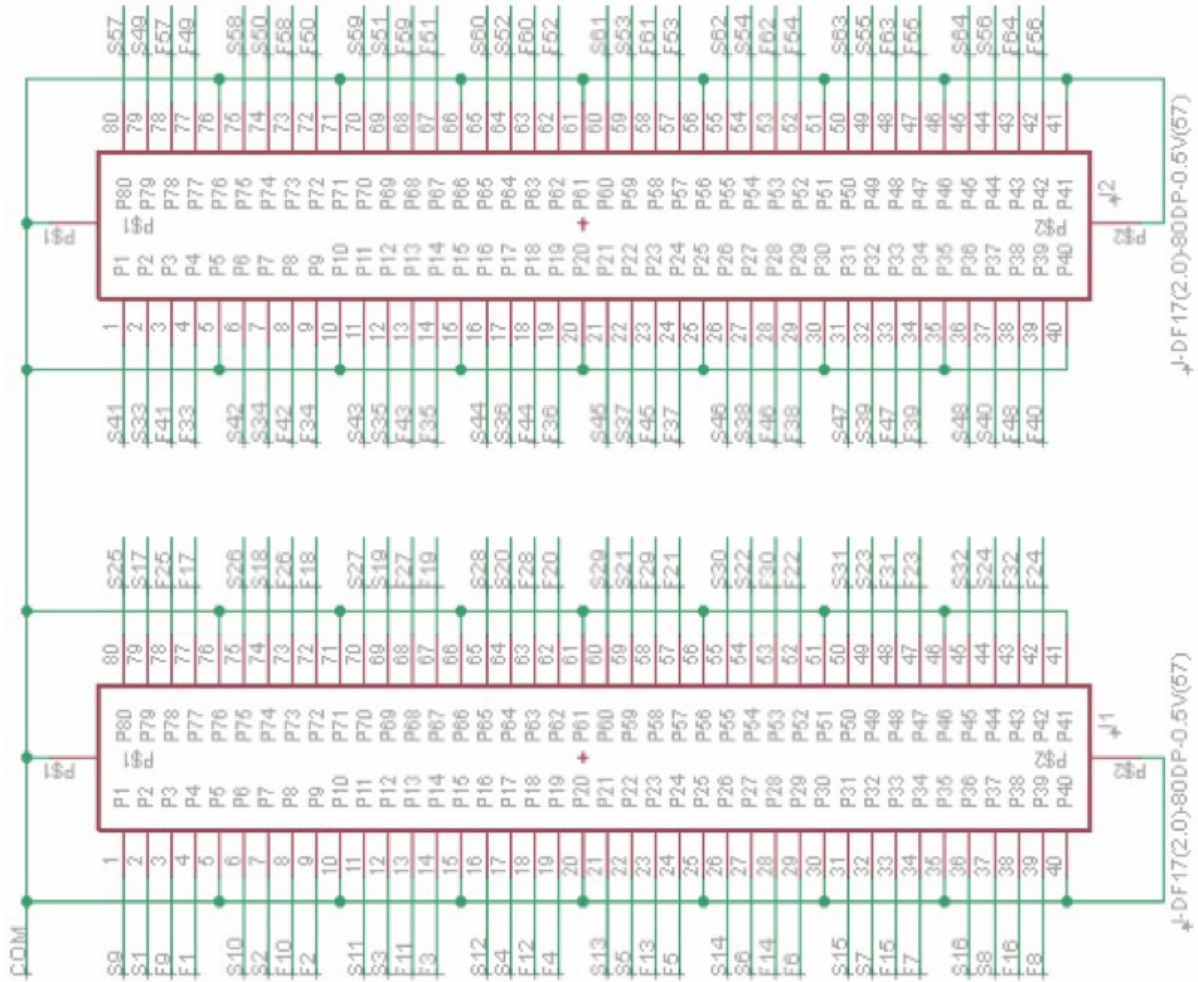 S57 S49 F57 F49 S58 S50 F58 F50 S59 S51 F59 F51 S60 S52 F60 F52 S61 S53 F61 F53 S62 S54 F62 F54 S63 S55 F63 F55 S64 S56 F64 F56
80 79 78 77 76 75 74 73 72 71 70 69 68 67 66 65 64 63 62 61 60 59 58 57 56 55 54 53 52 51 50 49 48 47 46 45 44 43 42 41
P80 P79 P78 P77 P76 P75 P74 P73 P72 P71 P70 P69 P68 P67 P66 P65 P64 P63 P62 P61 P60 P59 P58 P57 P56 P55 P54 P53 P52 P51 P50 P49 P48 P47 P46 P45 P44 P43 P42 P41
P$1 P$1 P$2 P$2 J2
P1 P2 P3 P4 P5 P6 P7 P8 P9 P10 P11 P12 P13 P14 P15 P16 P17 P18 P19 P20 P21 P22 P23 P24 P25 P26 P27 P28 P29 P30 P31 P32 P33 P34 P35 P36 P37 P38 P39 P40
1 2 3 4 5 6 7 8 9 10 11 12 13 14 15 16 17 18 19 20 21 22 23 24 25 26 27 28 29 30 31 32 33 34 35 36 37 38 39 40
-DF17(2.0)-80DP-0.5V(57)
S41 S33 F41 F33 S42 S34 F42 F34 S43 S35 F43 F35 S44 S36 F44 F36 S45 S37 F45 F37 S46 S38 F46 F38 S47 S39 F47 F39 S48 S40 F48 F40
S25 S17 F25 F17 S26 S18 F26 F18 S27 S19 F27 F19 S28 S20 F28 F20 S29 S21 F29 F21 S30 S22 F30 F22 S31 S23 F31 F23 S32 S24 F32 F24
80 79 78 77 76 75 74 73 72 71 70 69 68 67 66 65 64 63 62 61 60 59 58 57 56 55 54 53 52 51 50 49 48 47 46 45 44 43 42 41
P80 P79 P78 P77 P76 P75 P74 P73 P72 P71 P70 P69 P68 P67 P66 P65 P64 P63 P62 P61 P60 P59 P58 P57 P56 P55 P54 P53 P52 P51 P50 P49 P48 P47 P46 P45 P44 P43 P42 P41
P$1 P$1 P$2 P$2 J1
P1 P2 P3 P4 P5 P6 P7 P8 P9 P10 P11 P12 P13 P14 P15 P16 P17 P18 P19 P20 P21 P22 P23 P24 P25 P26 P27 P28 P29 P30 P31 P32 P33 P34 P35 P36 P37 P38 P39 P40
1 2 3 4 5 6 7 8 9 10 11 12 13 14 15 16 17 18 19 20 21 22 23 24 25 26 27 28 29 30 31 32 33 34 35 36 37 38 39 40
-DF17(2.0)-80DP-0.5V(57)
COM
S9 S1 F9 F1 S10 S2 10 F2 S11 S3 F11 F3 S12 S4 F12 4 S13 S5 F13 F5 S14 S6 F14 F6 S15 S7 F15 7 S16 S8 16 F8